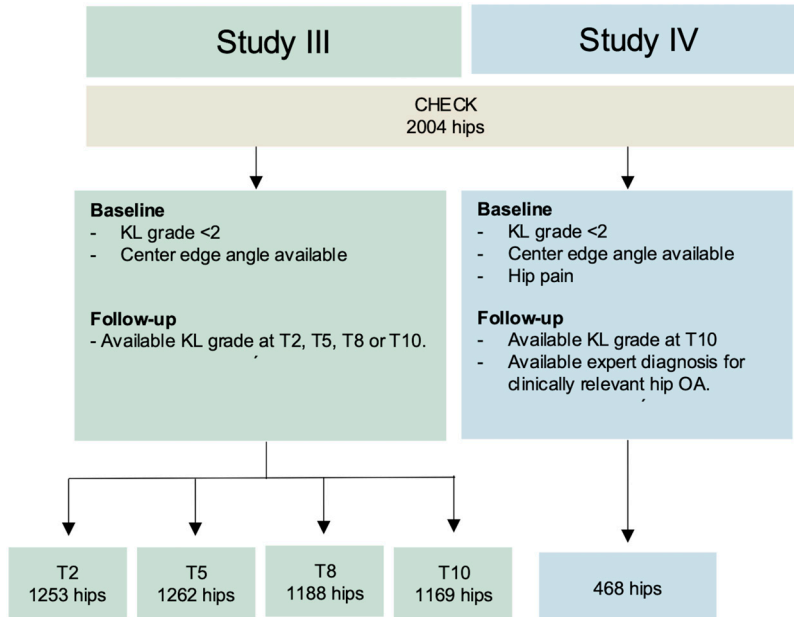 Study III
Study IV
CHECK
2004 hips
Baseline
- KL grade <2
- Center edge angle available
Follow-up
- Available KL grade at T2, T5, T8 or T10.
Baseline
- KL grade <2
- Center edge angle available
- Hip pain
Follow-up
- Available KL grade at T10
- Available expert diagnosis for
clinically relevant hip OA.
T2
1253 hips
T5
1262 hips
T8
1188 hips
T10
1169 hips
468 hips